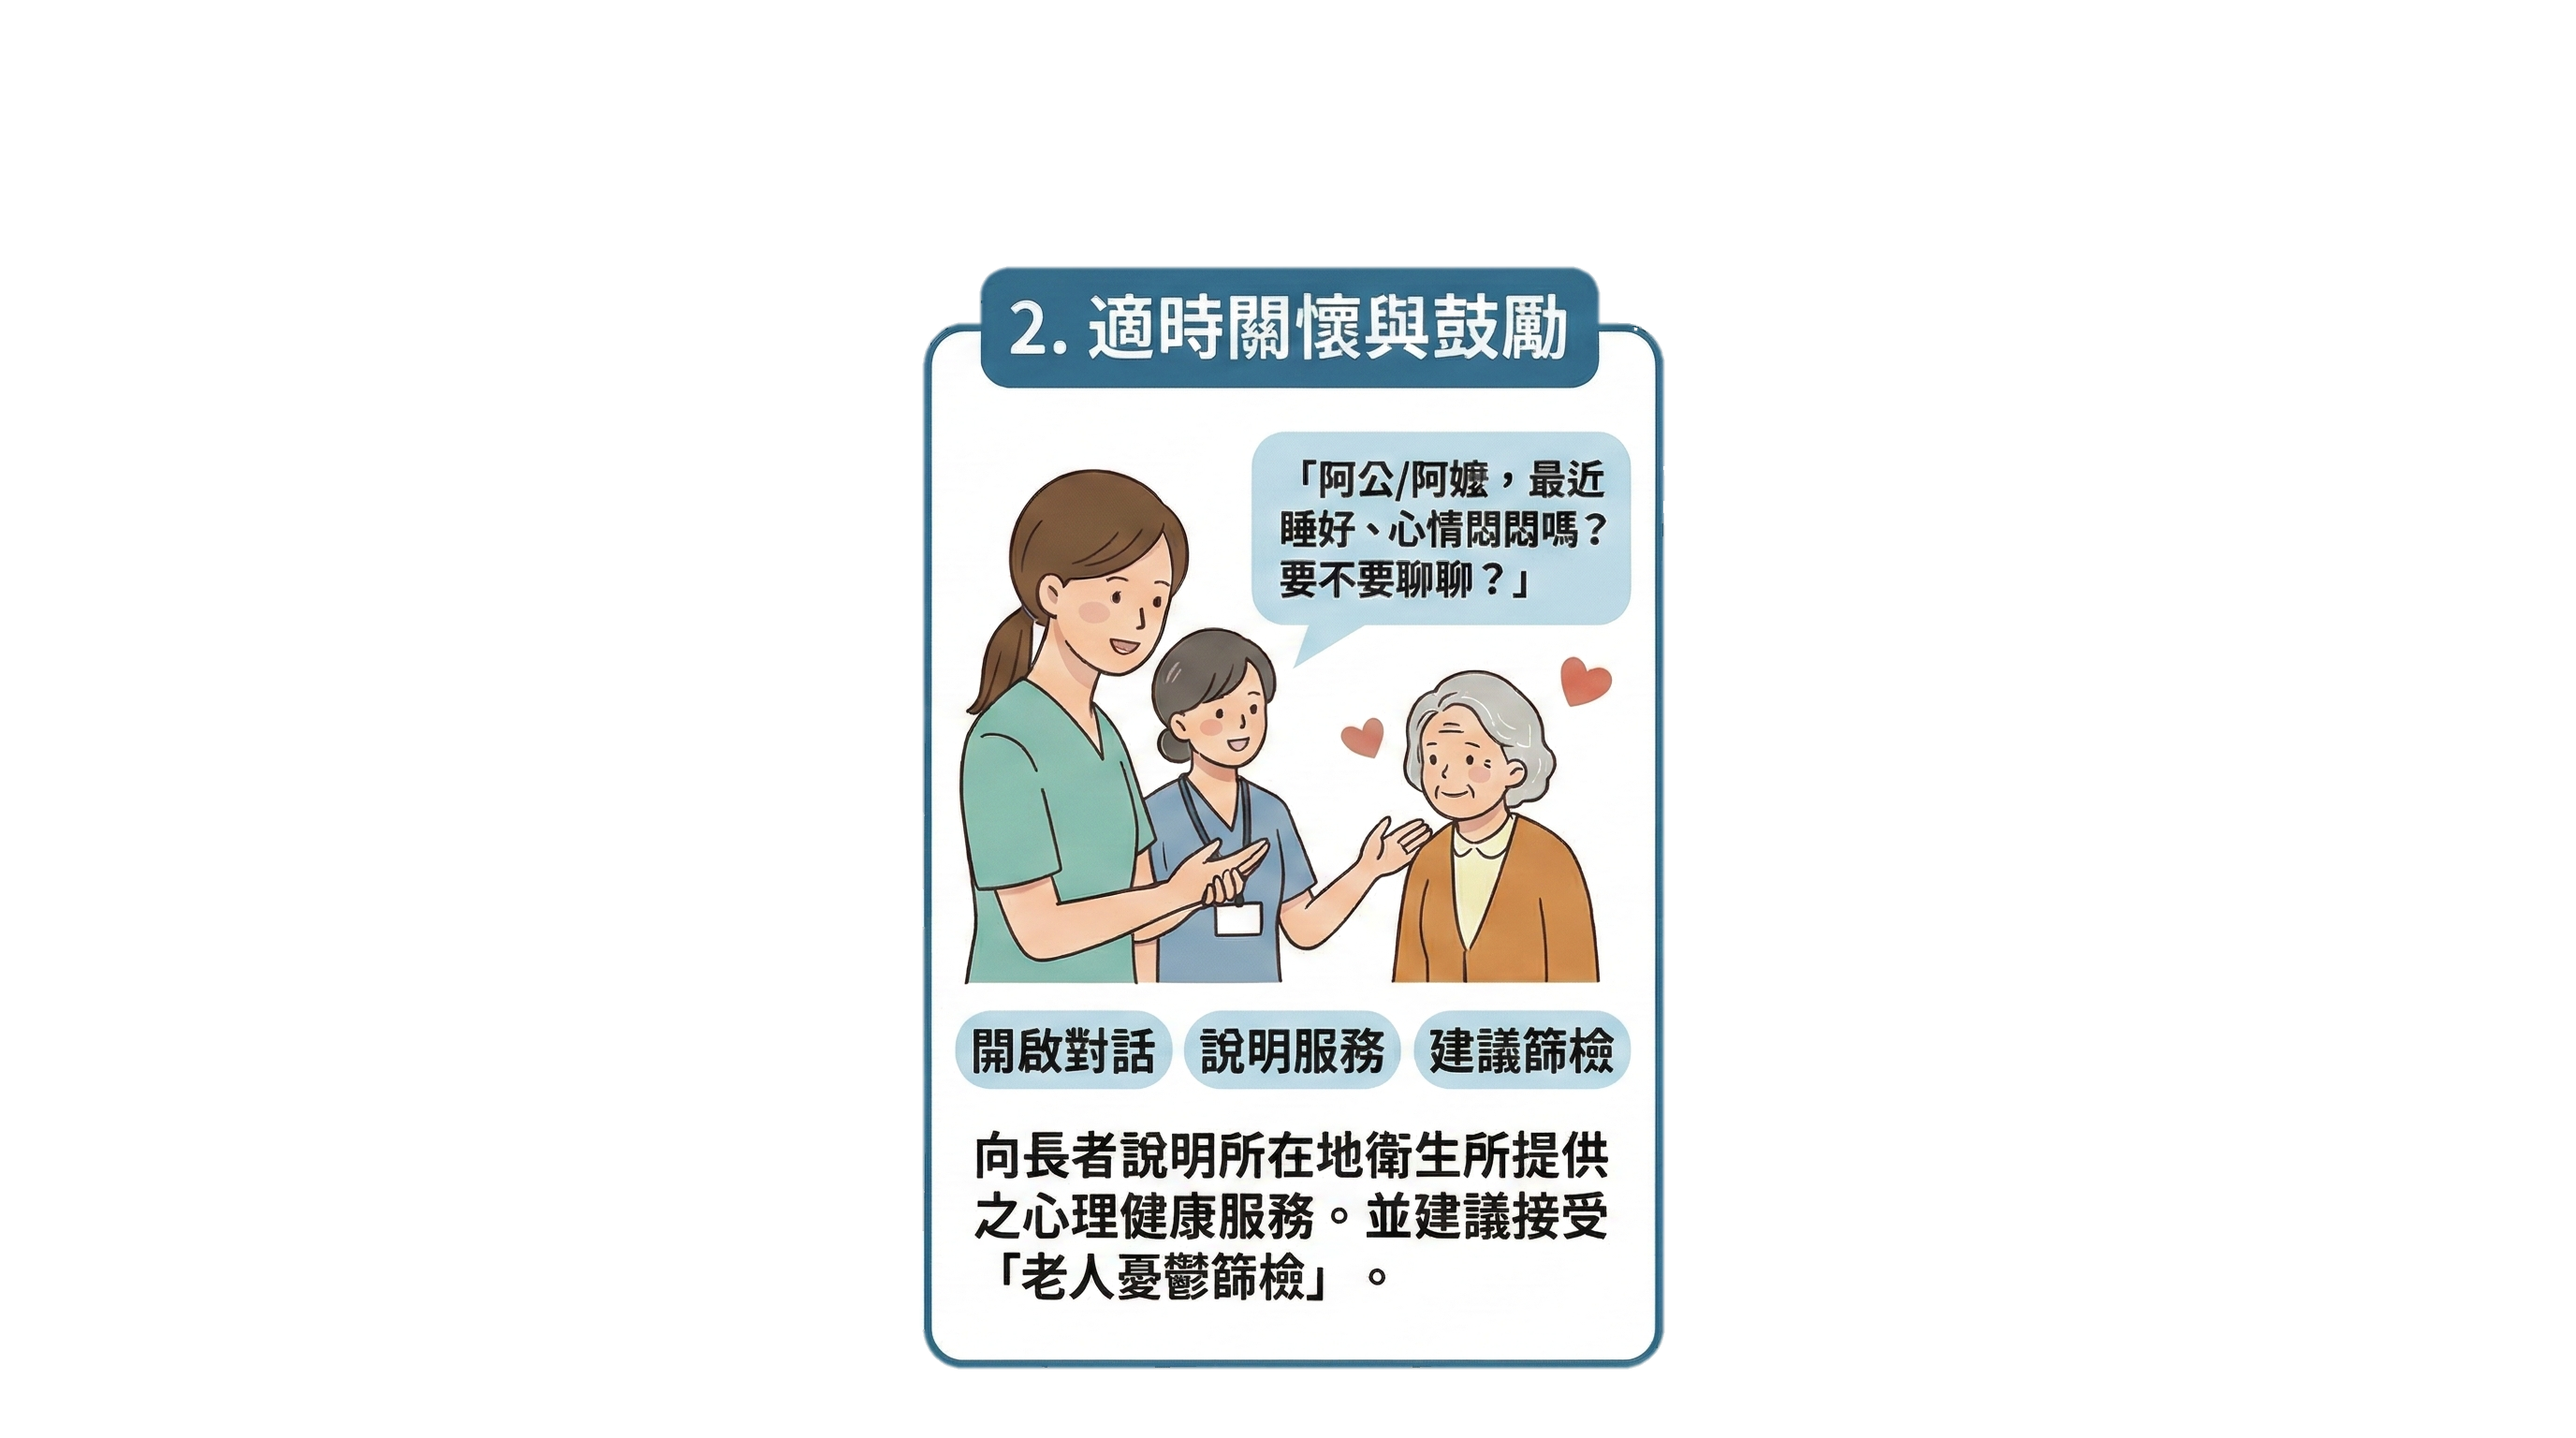 2. 適時關懷與鼓勵
「阿公/阿嬤，最近
睡好、心情悶悶嗎？
要不要聊聊？」
開啟對話 說明服務 建議篩檢
向長者說明所在地衛生所提供
之心理健康服務。並建議接受
「老人憂鬱篩檢」。